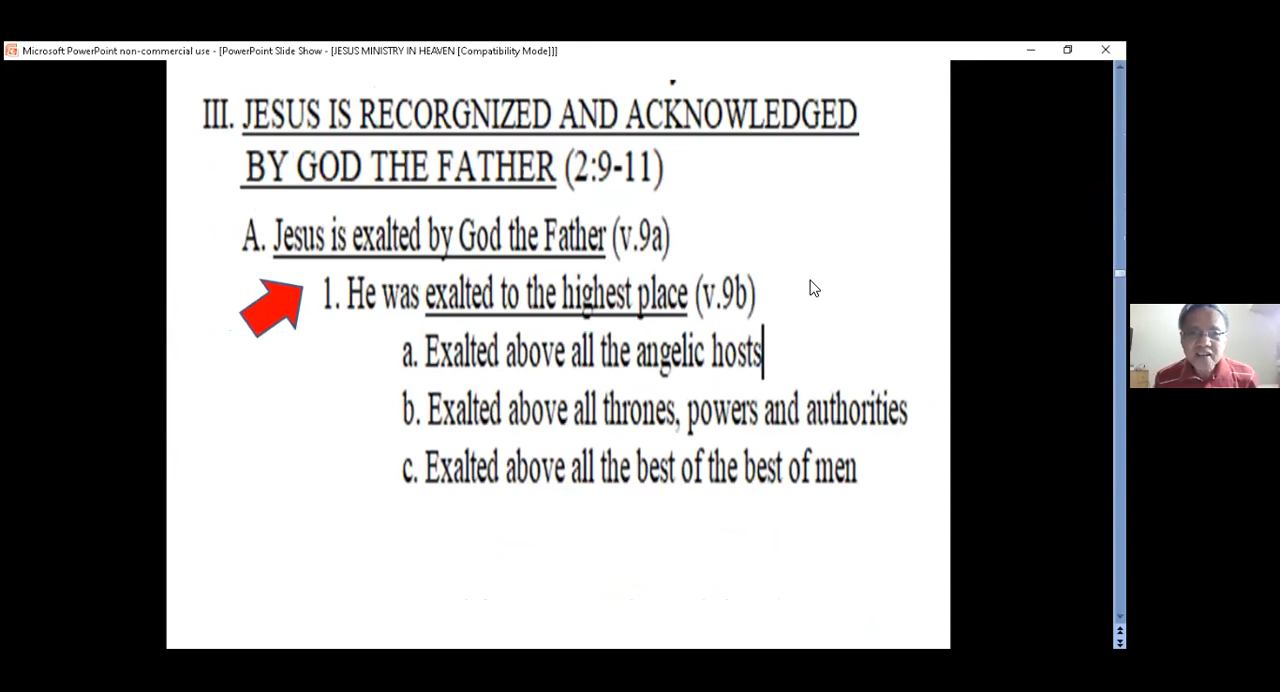 Microsoft PowerPoint non-commercial use - [PowerPoint Slide Show - [JESUS MINISTRY IN HEAVEN [Compatibility Mode]]]
III. JESUS IS RECORGNIZED AND ACKNOWLEDGED
BY GOD THE FATHER (2:9-11)
A. Jesus is exalted by God the Father (v.9a)
1. He was exalted to the highest place (v.9b)
a. Exalted above all the angelic hosts
b. Exalted above all thrones, powers and authorities
c. Exalted above all the best of the best of men